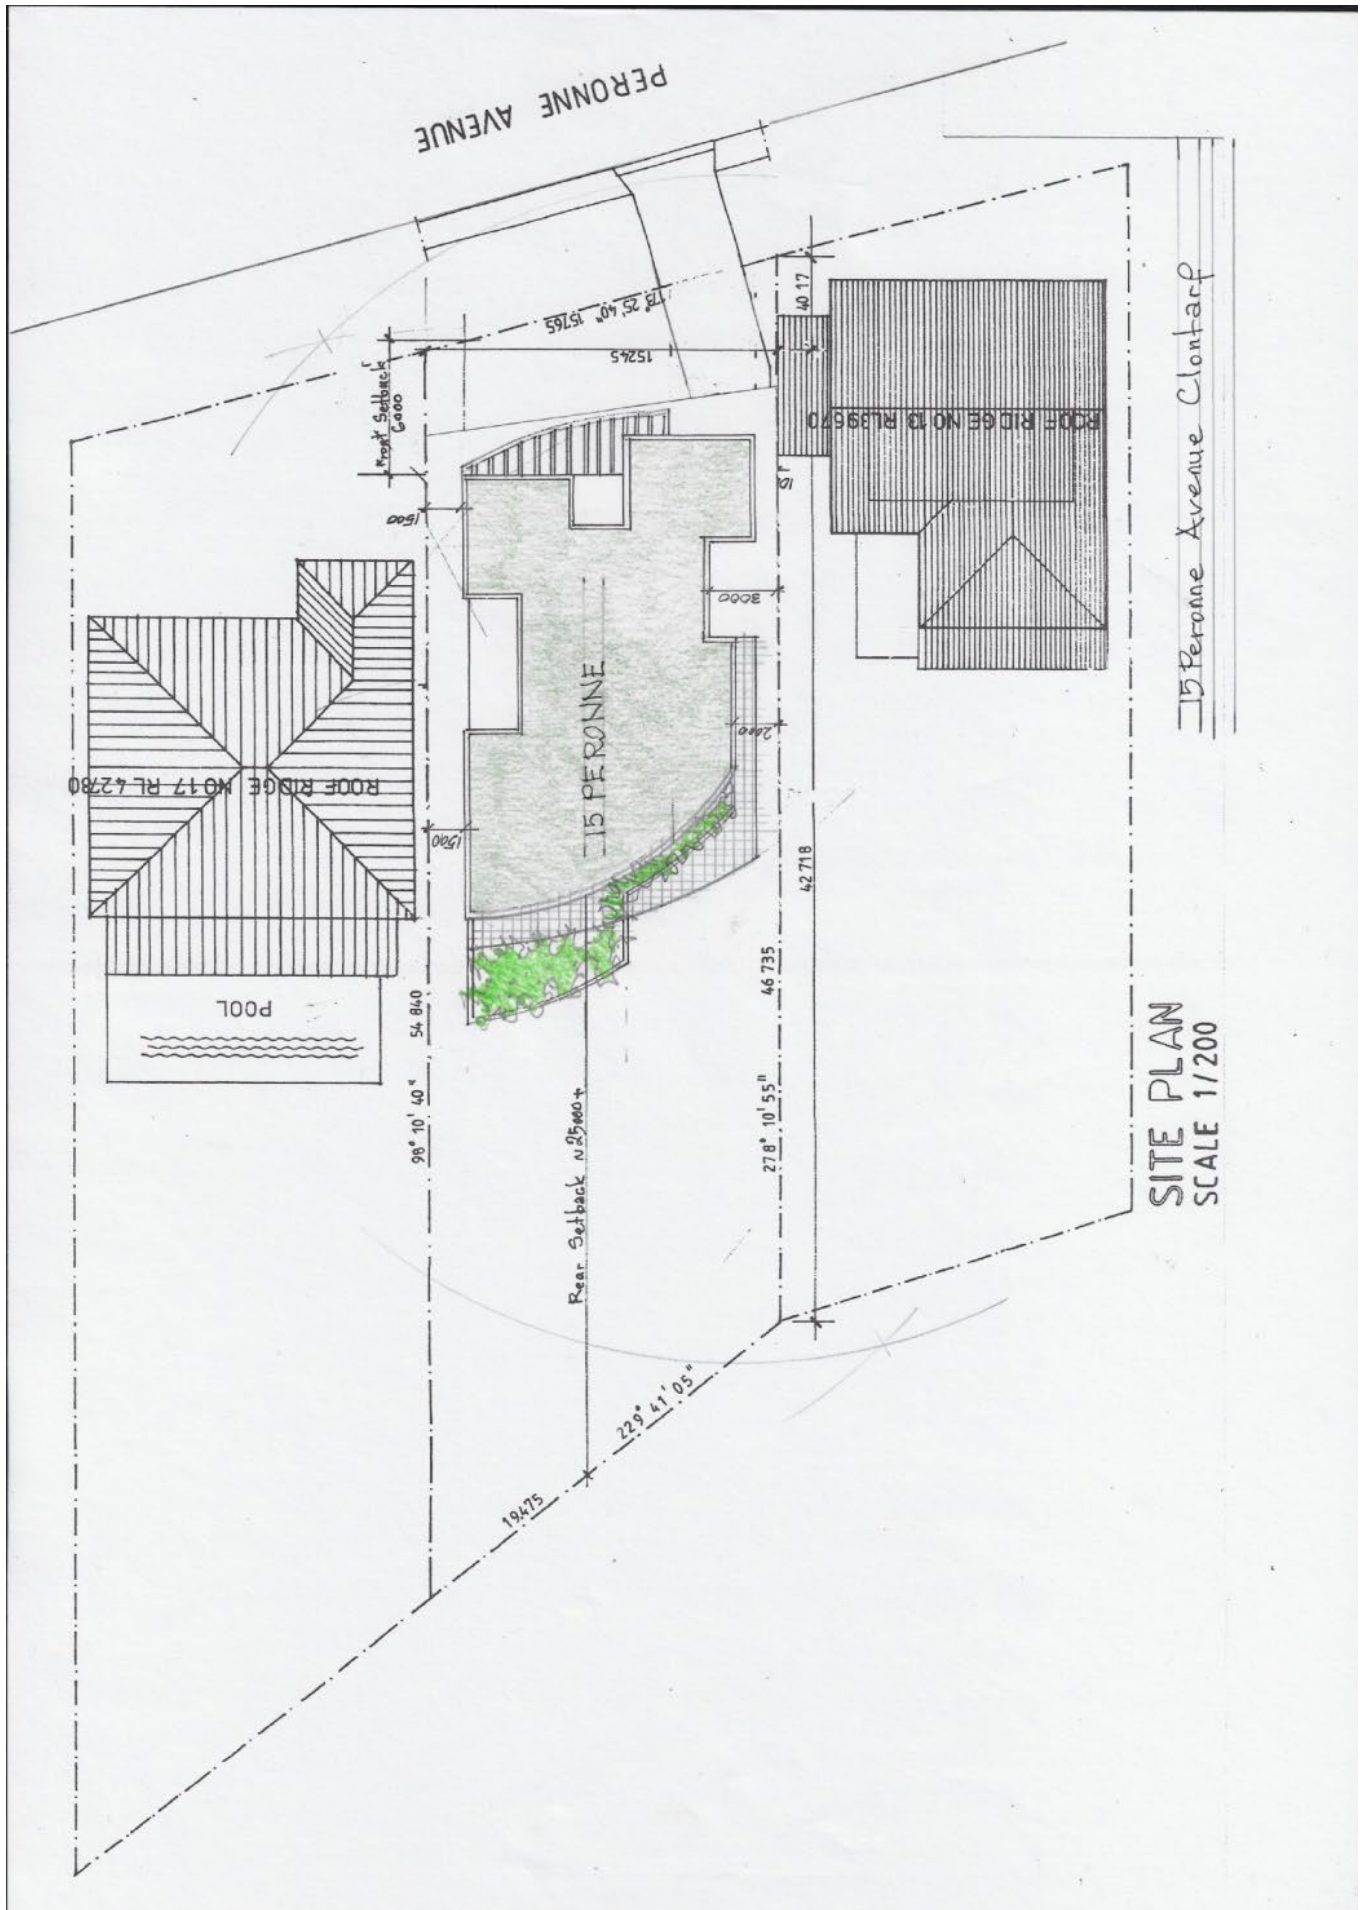 PERONNE AVENUE
73° 25' 40" 15765
15245
40 17
Front Setback
6000
1500
ROOF RIDGE NO 13 RL39670
3000
2000
15 PERONNE
ROOF RIDGE NO 17 RL 42780
1500
POOL
98° 10' 40" 54 840
42 718
278° 10' 55" 46 735
Rear Setback ~25000+
229° 41' 05"
19475
15 Peronne Avenue Clontarf
SITE PLAN
SCALE 1/200